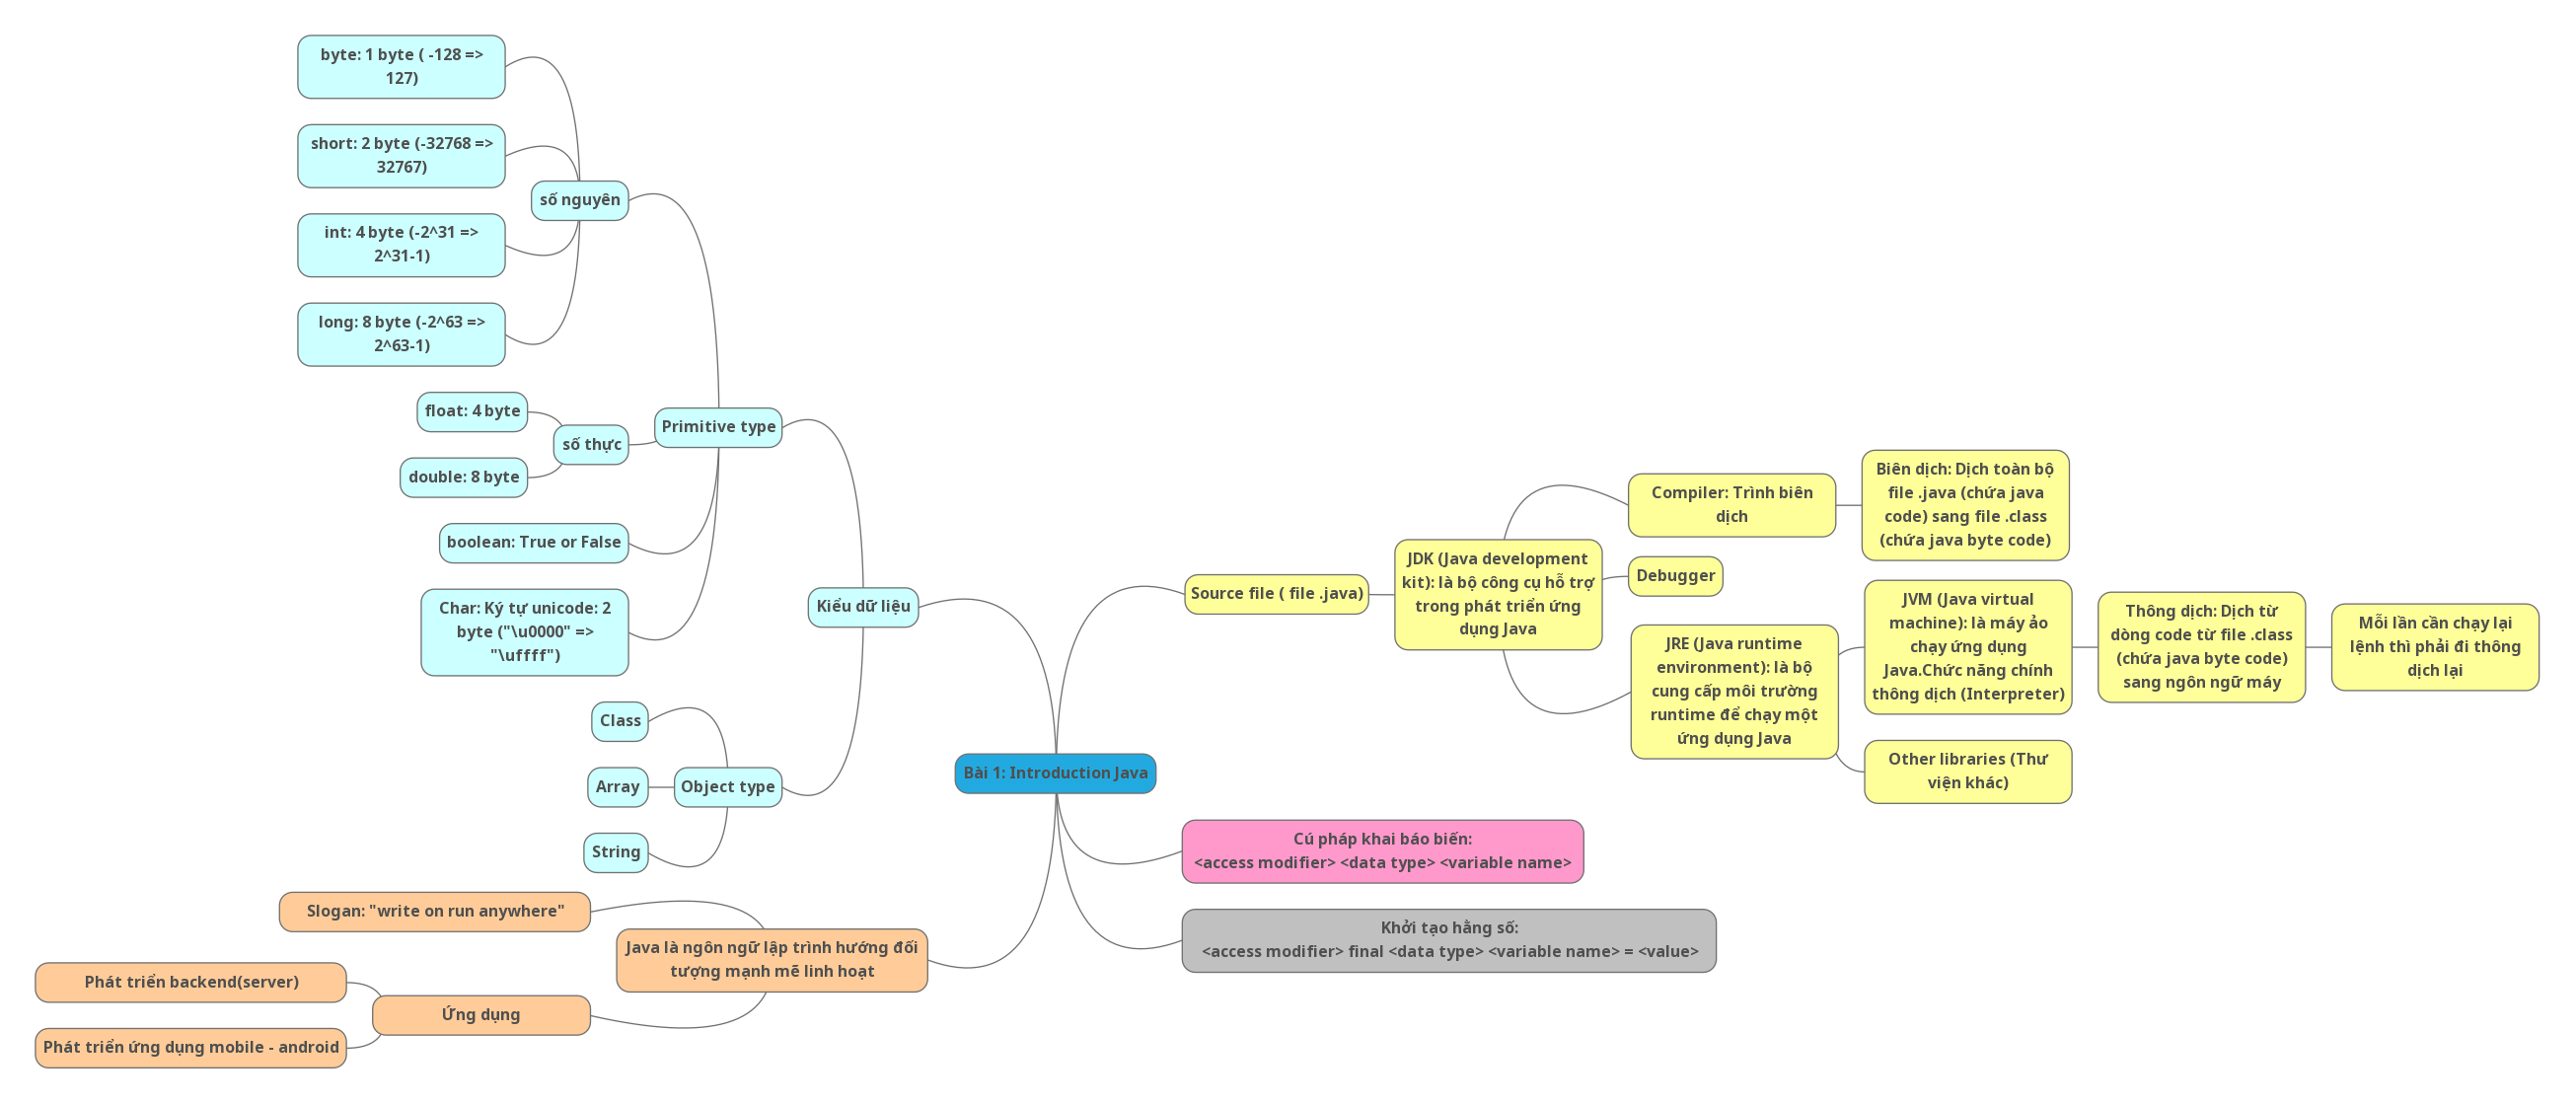 Bài 1: Introduction Java
Source file ( file .java)
JDK (Java development
kit): là bộ công cụ hỗ trợ
trong phát triển ứng
dụng Java
Compiler: Trình biên
dịch
Biên dịch: Dịch toàn bộ
file .java (chứa java
code) sang file .class
(chứa java byte code)
Debugger
JRE (Java runtime
environment): là bộ
cung cấp môi trường
runtime để chạy một
ứng dụng Java
JVM (Java virtual
machine): là máy ảo
chạy ứng dụng
Java.Chức năng chính
thông dịch (Interpreter)
Thông dịch: Dịch từ
dòng code từ file .class
(chứa java byte code)
sang ngôn ngữ máy
Mỗi lần cần chạy lại
lệnh thì phải đi thông
dịch lại
Other libraries (Thư
viện khác)
Cú pháp khai báo biến:
<access modifier> <data type> <variable name>
Khởi tạo hằng số:
<access modifier> final <data type> <variable name> = <value>
Kiểu dữ liệu
Primitive type
số nguyên
byte: 1 byte ( -128 =>
127)
short: 2 byte (-32768 =>
32767)
int: 4 byte (-2^31 =>
2^31-1)
long: 8 byte (-2^63 =>
2^63-1)
số thực
float: 4 byte
double: 8 byte
boolean: True or False
Char: Ký tự unicode: 2
byte ("\u0000" =>
"\uffff")
Object type
Class
Array
String
Java là ngôn ngữ lập trình hướng đối
tượng mạnh mẽ linh hoạt
Slogan: "write on run anywhere"
Ứng dụng
Phát triển backend(server)
Phát triển ứng dụng mobile - android